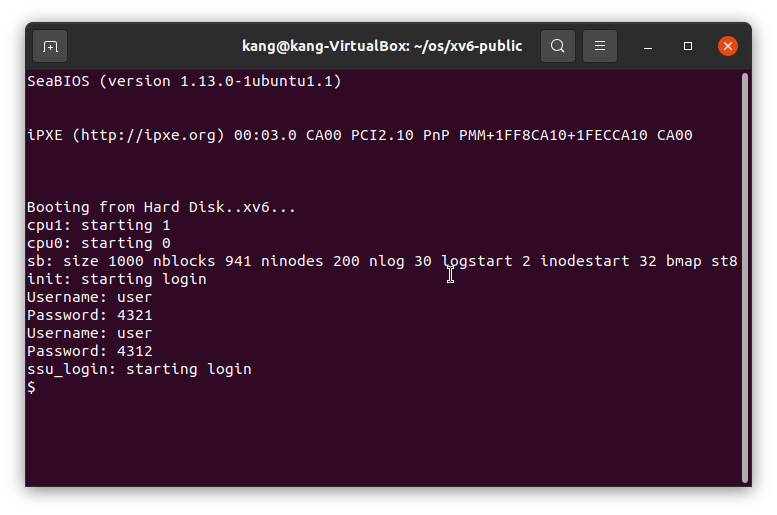 kang@kang-VirtualBox: ~/os/xv6-public
SeaBIOS (version 1.13.0-1ubuntu1.1)
iPXE (http://ipxe.org) 00:03.0 CA00 PCI2.10 PnP PMM+1FF8CA10+1FECCA10 CA00
Booting from Hard Disk..xv6...
cpu1: starting 1
cpu0: starting 0
sb: size 1000 nblocks 941 ninodes 200 nlog 30 logstart 2 inodestart 32 bmap st8
init: starting login
Username: user
Password: 4321
Username: user
Password: 4312
ssu_login: starting login
$